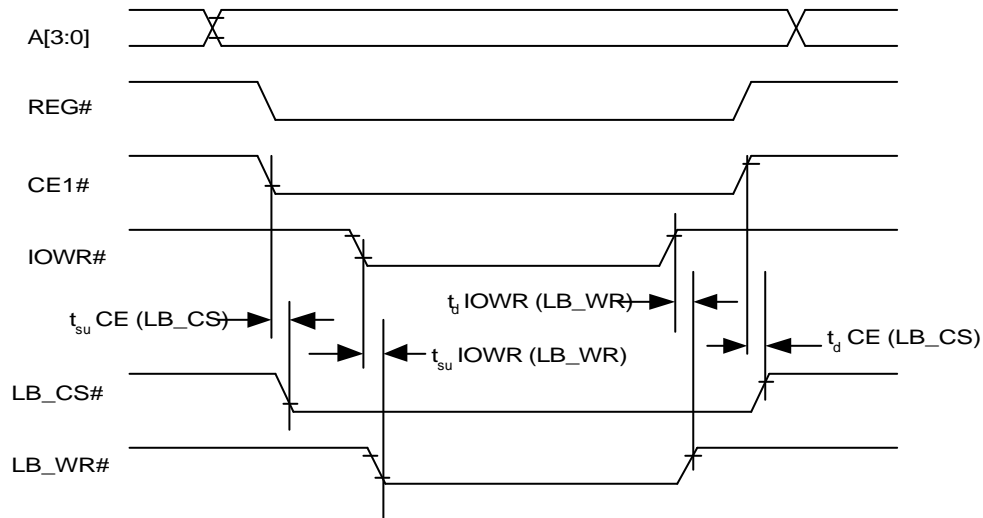 A[3:0]
REG#
CE1#
IOWR#
t_d IOWR (LB_WR)
t_su CE (LB_CS)
t_d CE (LB_CS)
t_su IOWR (LB_WR)
LB_CS#
LB_WR#